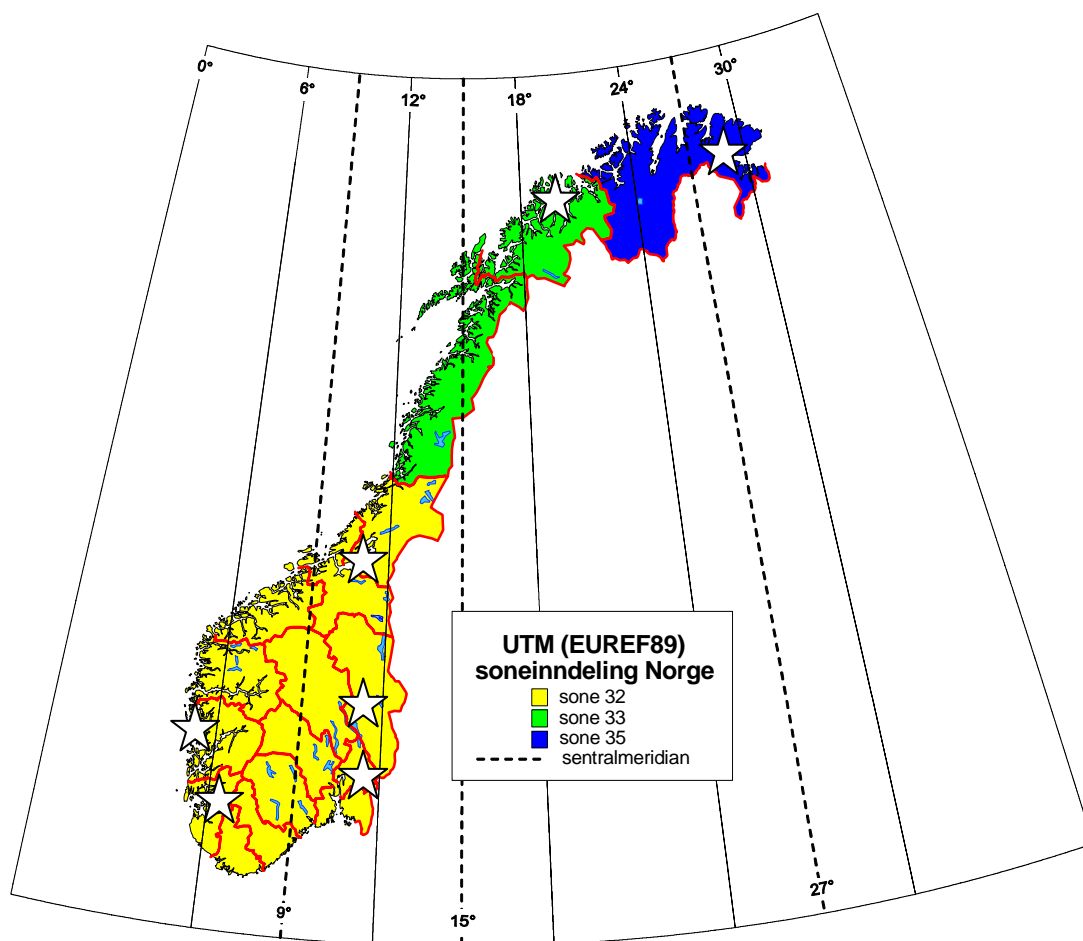 0°
6°
12°
18°
24°
30°
UTM (EUREF89)
soneinndeling Norge
sone 32
sone 33
sone 35
sentralmeridian
9°
15°
27°